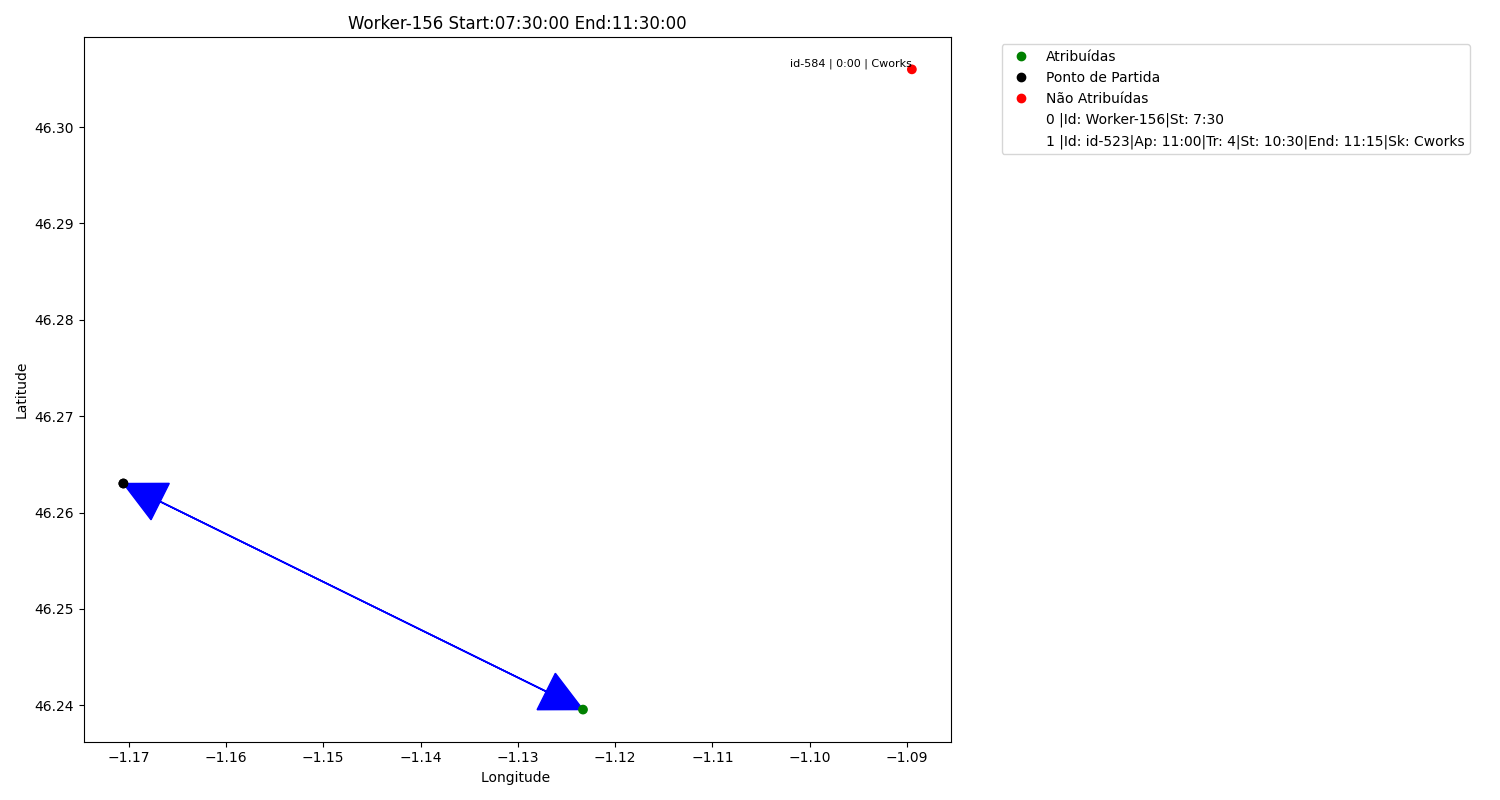 Worker-156 Start:07:30:00 End:11:30:00
id-584 | 0:00 | Cworks
Atribuídas
Ponto de Partida
Não Atribuídas
0 |Id: Worker-156|St: 7:30
1 |Id: id-523|Ap: 11:00|Tr: 4|St: 10:30|End: 11:15|Sk: Cworks
46.30
46.29
46.28
46.27
46.26
46.25
46.24
Latitude
−1.17 −1.16 −1.15 −1.14 −1.13 −1.12 −1.11 −1.10 −1.09
Longitude